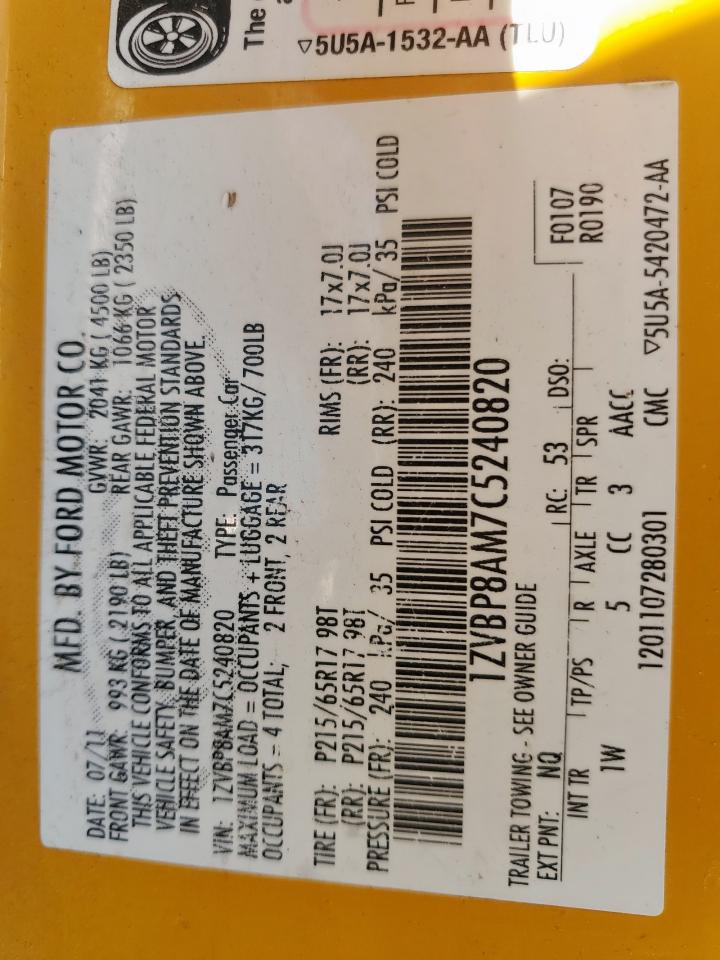 The
▽5U5A-1532-AA (TLU)
MFD. BY FORD MOTOR CO.
DATE: 07/11 GVWR: 2041 KG ( 4500 LB)
FRONT GAWR: 993 KG ( 2190 LB) REAR GAWR: 1066 KG ( 2350 LB)
THIS VEHICLE CONFORMS TO ALL APPLICABLE FEDERAL MOTOR
VEHICLE SAFETY, BUMPER, AND THEFT PREVENTION STANDARDS
IN EFFECT ON THE DATE OF MANUFACTURE SHOWN ABOVE.
VIN: 1ZVBP8AM7C5240820 TYPE: Passenger Car
MAXIMUM LOAD = OCCUPANTS + LUGGAGE = 317KG/ 700LB
OCCUPANTS = 4 TOTAL; 2 FRONT, 2 REAR
TIRE (FR): P215/65R17 98T RIMS (FR): 17x7.0J
(RR): P215/65R17 98T (RR): 17x7.0J
PRESSURE (FR): 240 kPa/ 35 PSI COLD (RR): 240 kPa/ 35 PSI COLD
1ZVBP8AM7C5240820
TRAILER TOWING - SEE OWNER GUIDE F0107
EXT PNT: NQ RC: 53 DSO: R0190
INT TR TP/PS R AXLE TR SPR
1W 5 CC 3 AACC
1201107280301 CMC ▽5U5A-5420472-AA